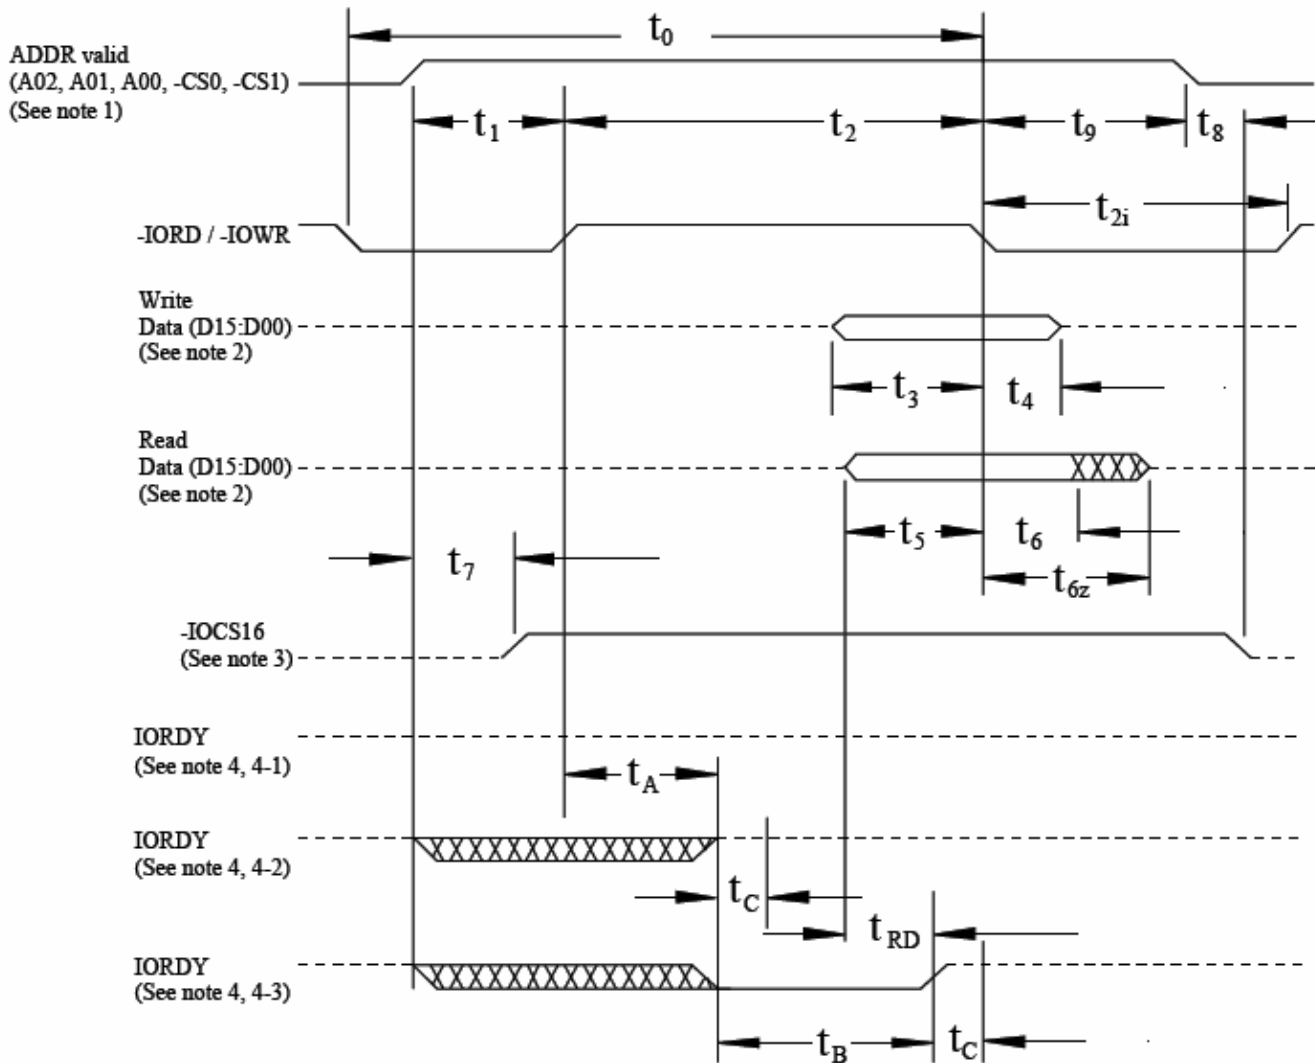 t0
ADDR valid
(A02, A01, A00, -CS0, -CS1)
(See note 1)
t1
t2
t9
t8
t2i
-IORD / -IOWR
Write
Data (D15:D00)
(See note 2)
t3
t4
Read
Data (D15:D00)
(See note 2)
t5
t6
t7
t6z
-IOCS16
(See note 3)
IORDY
(See note 4, 4-1)
tA
IORDY
(See note 4, 4-2)
tC
tRD
IORDY
(See note 4, 4-3)
tB
tC